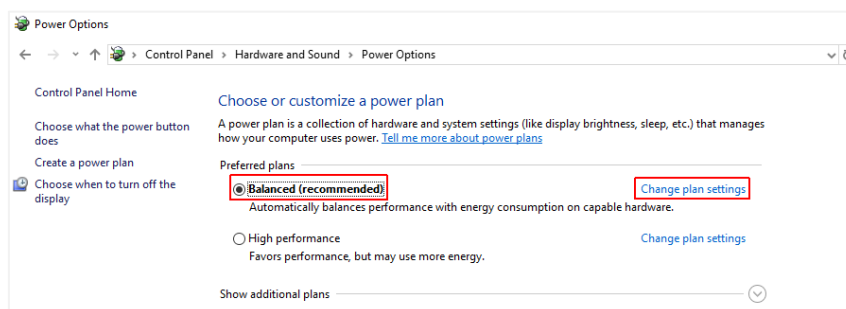 Power Options
Control Panel > Hardware and Sound > Power Options
Control Panel Home
Choose what the power button
does
Create a power plan
Choose when to turn off the
display
Choose or customize a power plan
A power plan is a collection of hardware and system settings (like display brightness, sleep, etc.) that manages
how your computer uses power. Tell me more about power plans
Preferred plans
Balanced (recommended) Change plan settings
Automatically balances performance with energy consumption on capable hardware.
High performance Change plan settings
Favors performance, but may use more energy.
Show additional plans